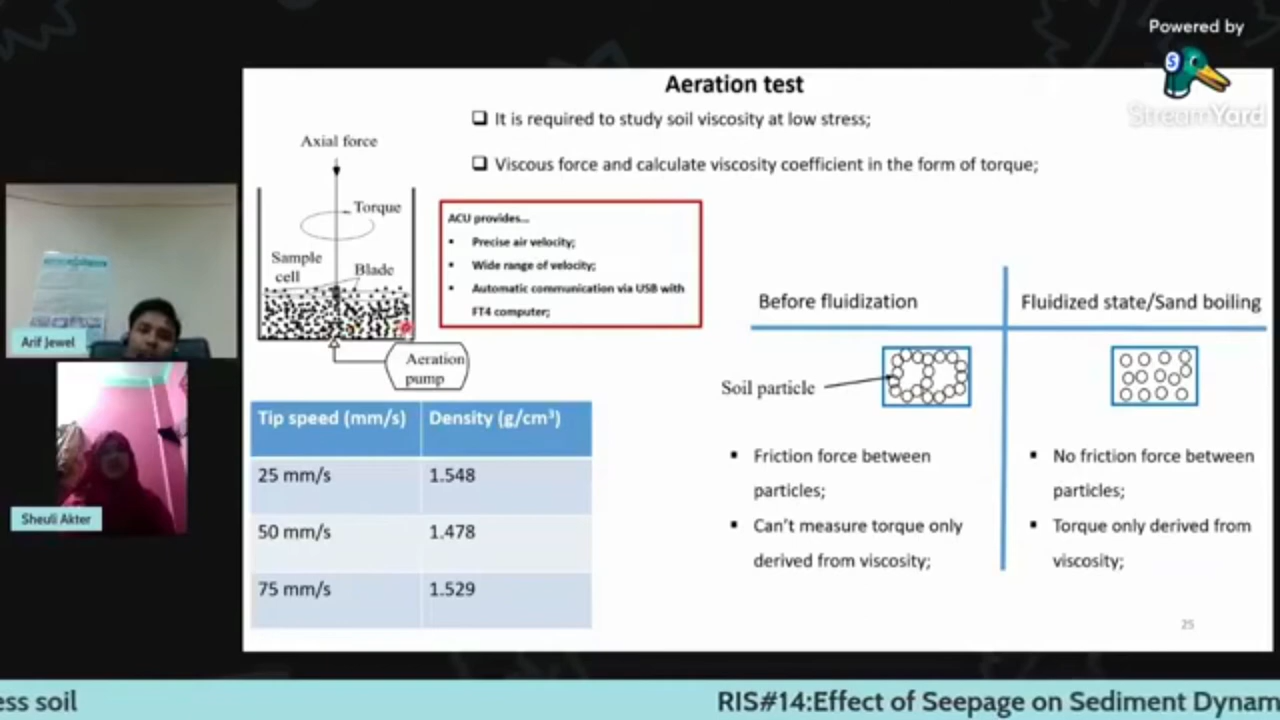 Powered by
StreamYard
Aeration test
❑ It is required to study soil viscosity at low stress;
❑ Viscous force and calculate viscosity coefficient in the form of torque;
Axial force
Torque
Sample
cell
Blade
Aeration
pump
ACU provides...
▪ Precise air velocity;
▪ Wide range of velocity;
▪ Automatic communication via USB with
FT4 computer;
Before fluidization
Fluidized state/Sand boiling
Soil particle
▪ Friction force between
particles;
▪ Can't measure torque only
derived from viscosity;
▪ No friction force between
particles;
▪ Torque only derived from
viscosity;
Tip speed (mm/s) Density (g/cm³)
25 mm/s 1.548
50 mm/s 1.478
75 mm/s 1.529
25
Arif Jewel
Sheuli Akter
ess soil
RIS#14:Effect of Seepage on Sediment Dynam